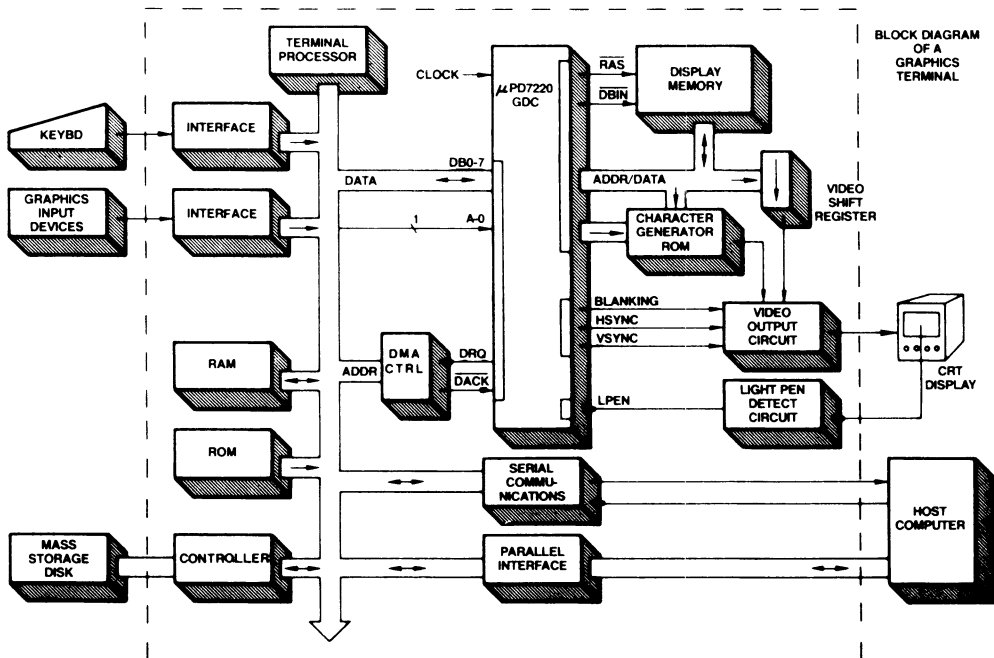 BLOCK DIAGRAM
OF A
GRAPHICS
TERMINAL
TERMINAL
PROCESSOR
CLOCK
μPD7220
GDC
RAS
DBIN
DISPLAY
MEMORY
KEYBD
INTERFACE
GRAPHICS
INPUT
DEVICES
INTERFACE
DATA
DB0-7
1
A-0
ADDR/DATA
CHARACTER
GENERATOR
ROM
VIDEO
SHIFT
REGISTER
BLANKING
HSYNC
VSYNC
VIDEO
OUTPUT
CIRCUIT
CRT
DISPLAY
RAM
ADDR
DMA
CTRL
DRQ
DACK
LPEN
LIGHT PEN
DETECT
CIRCUIT
ROM
SERIAL
COMMU-
NICATIONS
HOST
COMPUTER
MASS
STORAGE
DISK
CONTROLLER
PARALLEL
INTERFACE